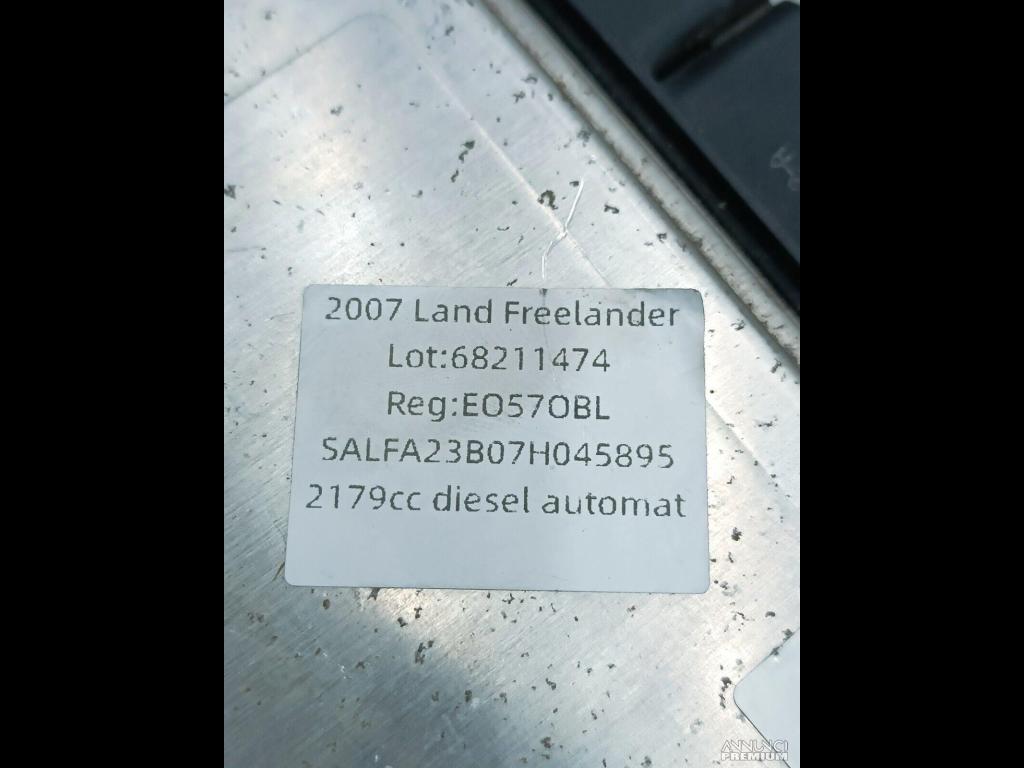 2007 Land Freelander
Lot:68211474
Reg:EO57OBL
SALFA23B07H045895
2179cc diesel automat
ANNUNCI
PREMIUM